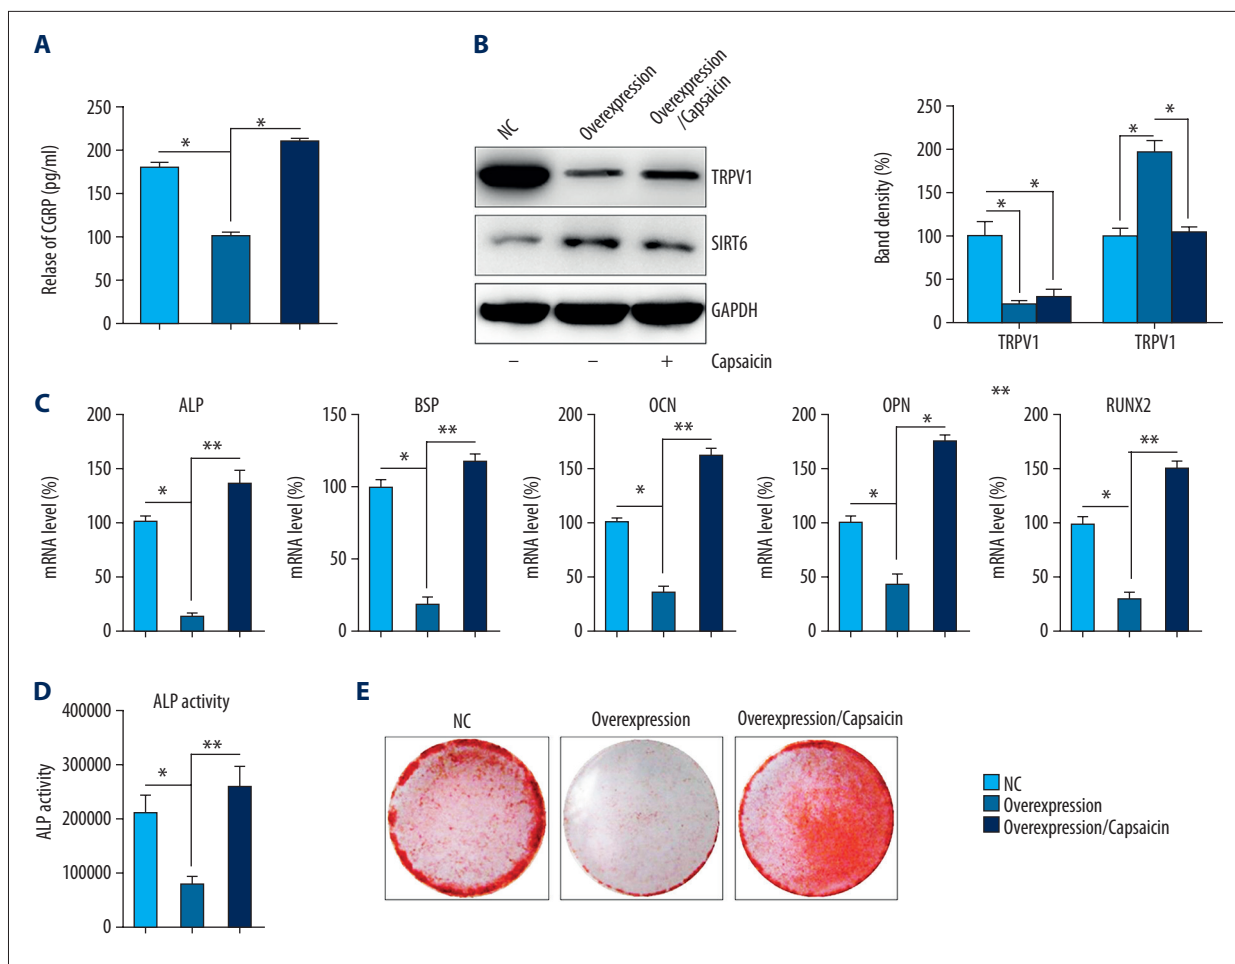 A
Relase of CGRP (pg/ml)
250
200
150
100
50
0
*
*
B
NC
Overexpression
Overexpression
/Capsaicin
TRPV1
SIRT6
GAPDH
– – + Capsaicin
Band density (%)
250
200
150
100
50
0
*
*
*
*
TRPV1 TRPV1
C
ALP
mRNA level (%)
200
150
100
50
0
*
**
BSP
mRNA level (%)
150
100
50
0
*
**
OCN
mRNA level (%)
200
150
100
50
0
*
**
OPN
mRNA level (%)
200
150
100
50
0
*
*
**
RUNX2
mRNA level (%)
200
150
100
50
0
*
**
D
ALP activity
ALP activity
400000
300000
200000
100000
0
*
**
E
NC
Overexpression
Overexpression/Capsaicin
NC
Overexpression
Overexpression/Capsaicin